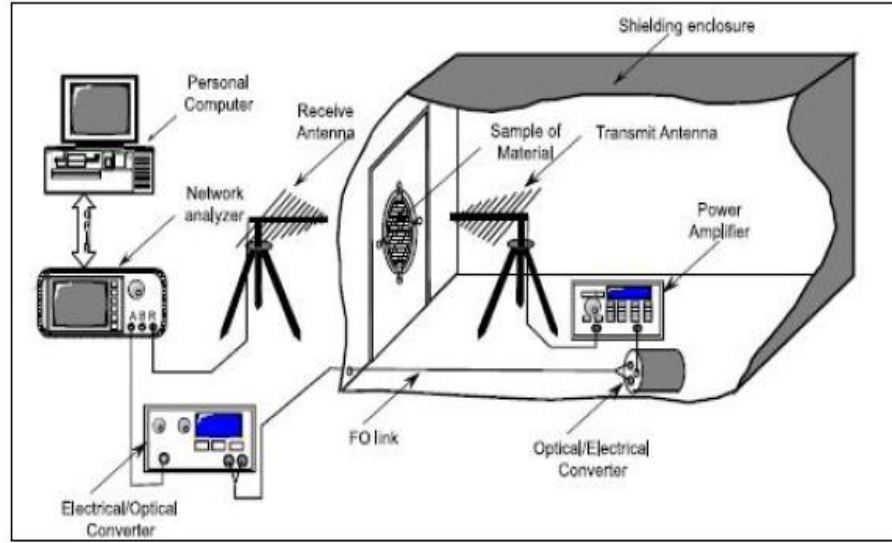 Shielding enclosure
Personal
Computer
Receive
Antenna
Sample of
Material
Transmit Antenna
Network
analyzer
Power
Amplifier
A B R
FO link
Optical/Electrical
Converter
Electrical/Optical
Converter